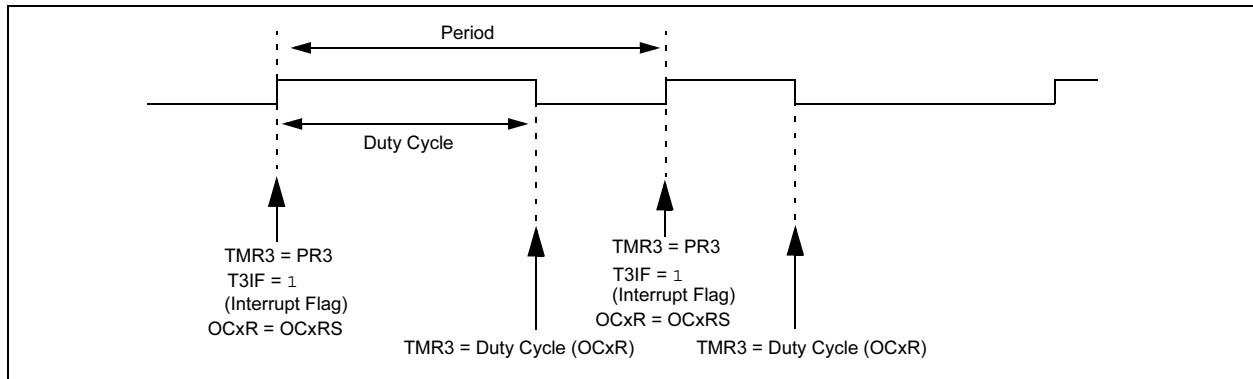 Period
Duty Cycle
TMR3 = PR3
T3IF = 1
(Interrupt Flag)
OCxR = OCxRS
TMR3 = Duty Cycle (OCxR)
TMR3 = PR3
T3IF = 1
(Interrupt Flag)
OCxR = OCxRS
TMR3 = Duty Cycle (OCxR)